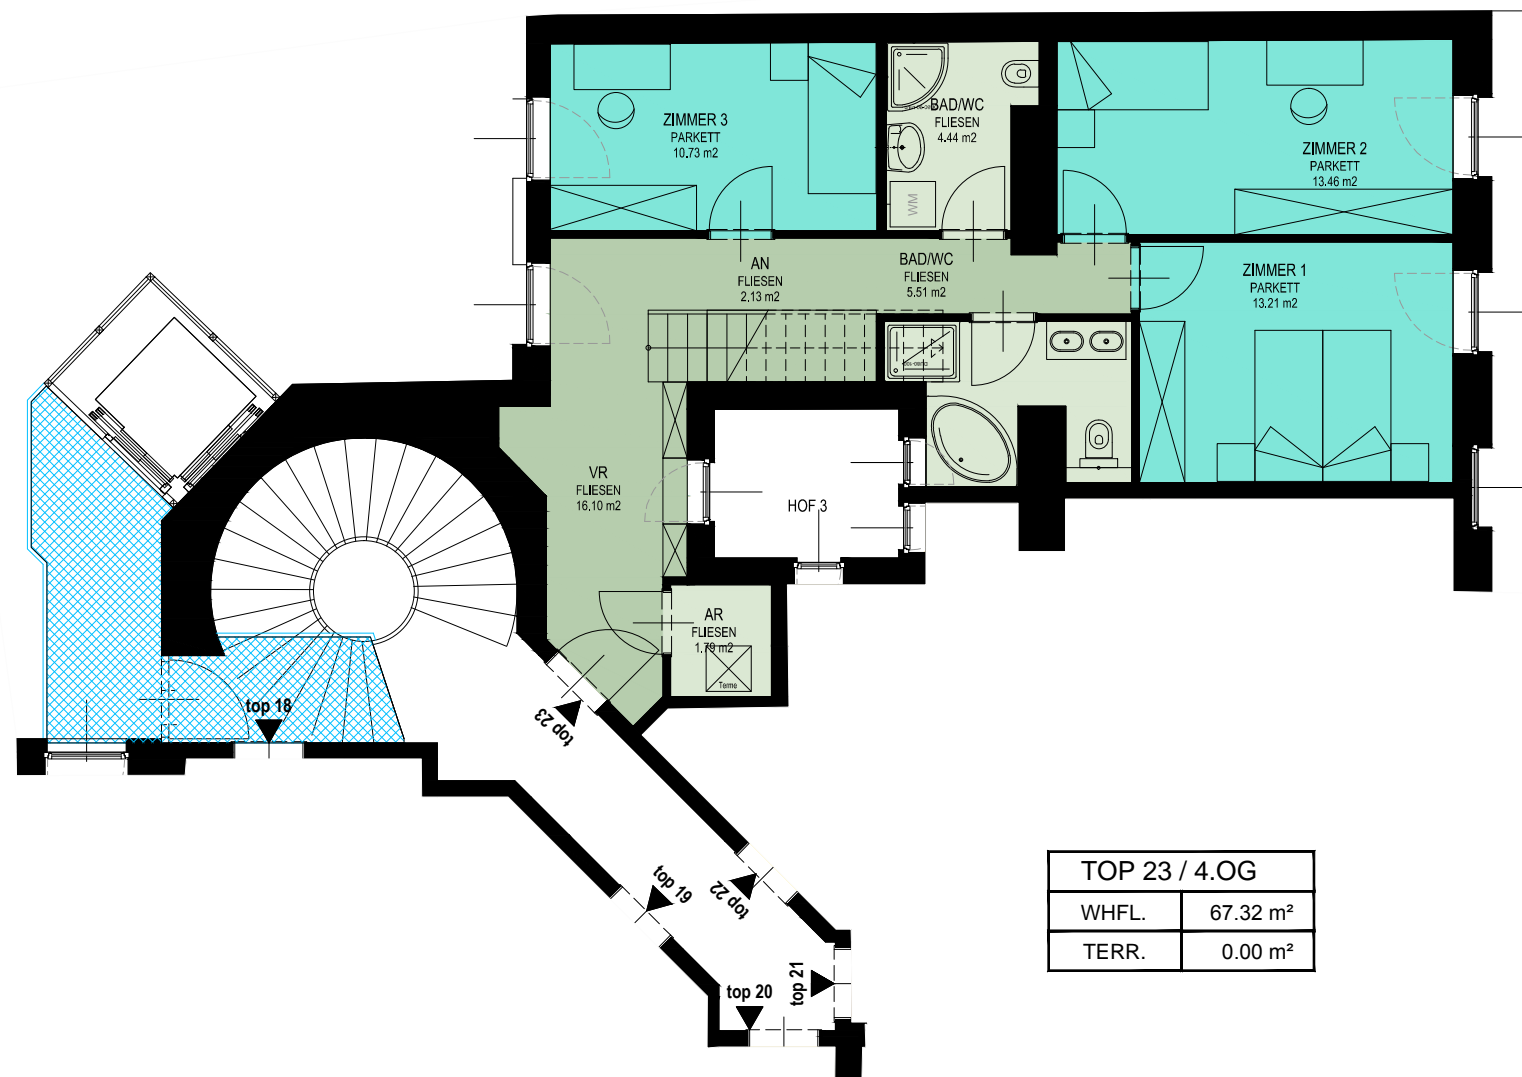 ZIMMER 3
PARKETT
10.73 m2
BAD/WC
FLIESEN
4.44 m2
WM
ZIMMER 2
PARKETT
13.46 m2
AN
FLIESEN
2.13 m2
BAD/WC
FLIESEN
5.51 m2
ZIMMER 1
PARKETT
13.21 m2
VR
FLIESEN
16.10 m2
HOF 3
AR
FLIESEN
1.79 m2
Terme
top 18
top 23
top 19
top 22
top 20
top 21
TOP 23 / 4.OG
WHFL. 67.32 m²
TERR. 0.00 m²